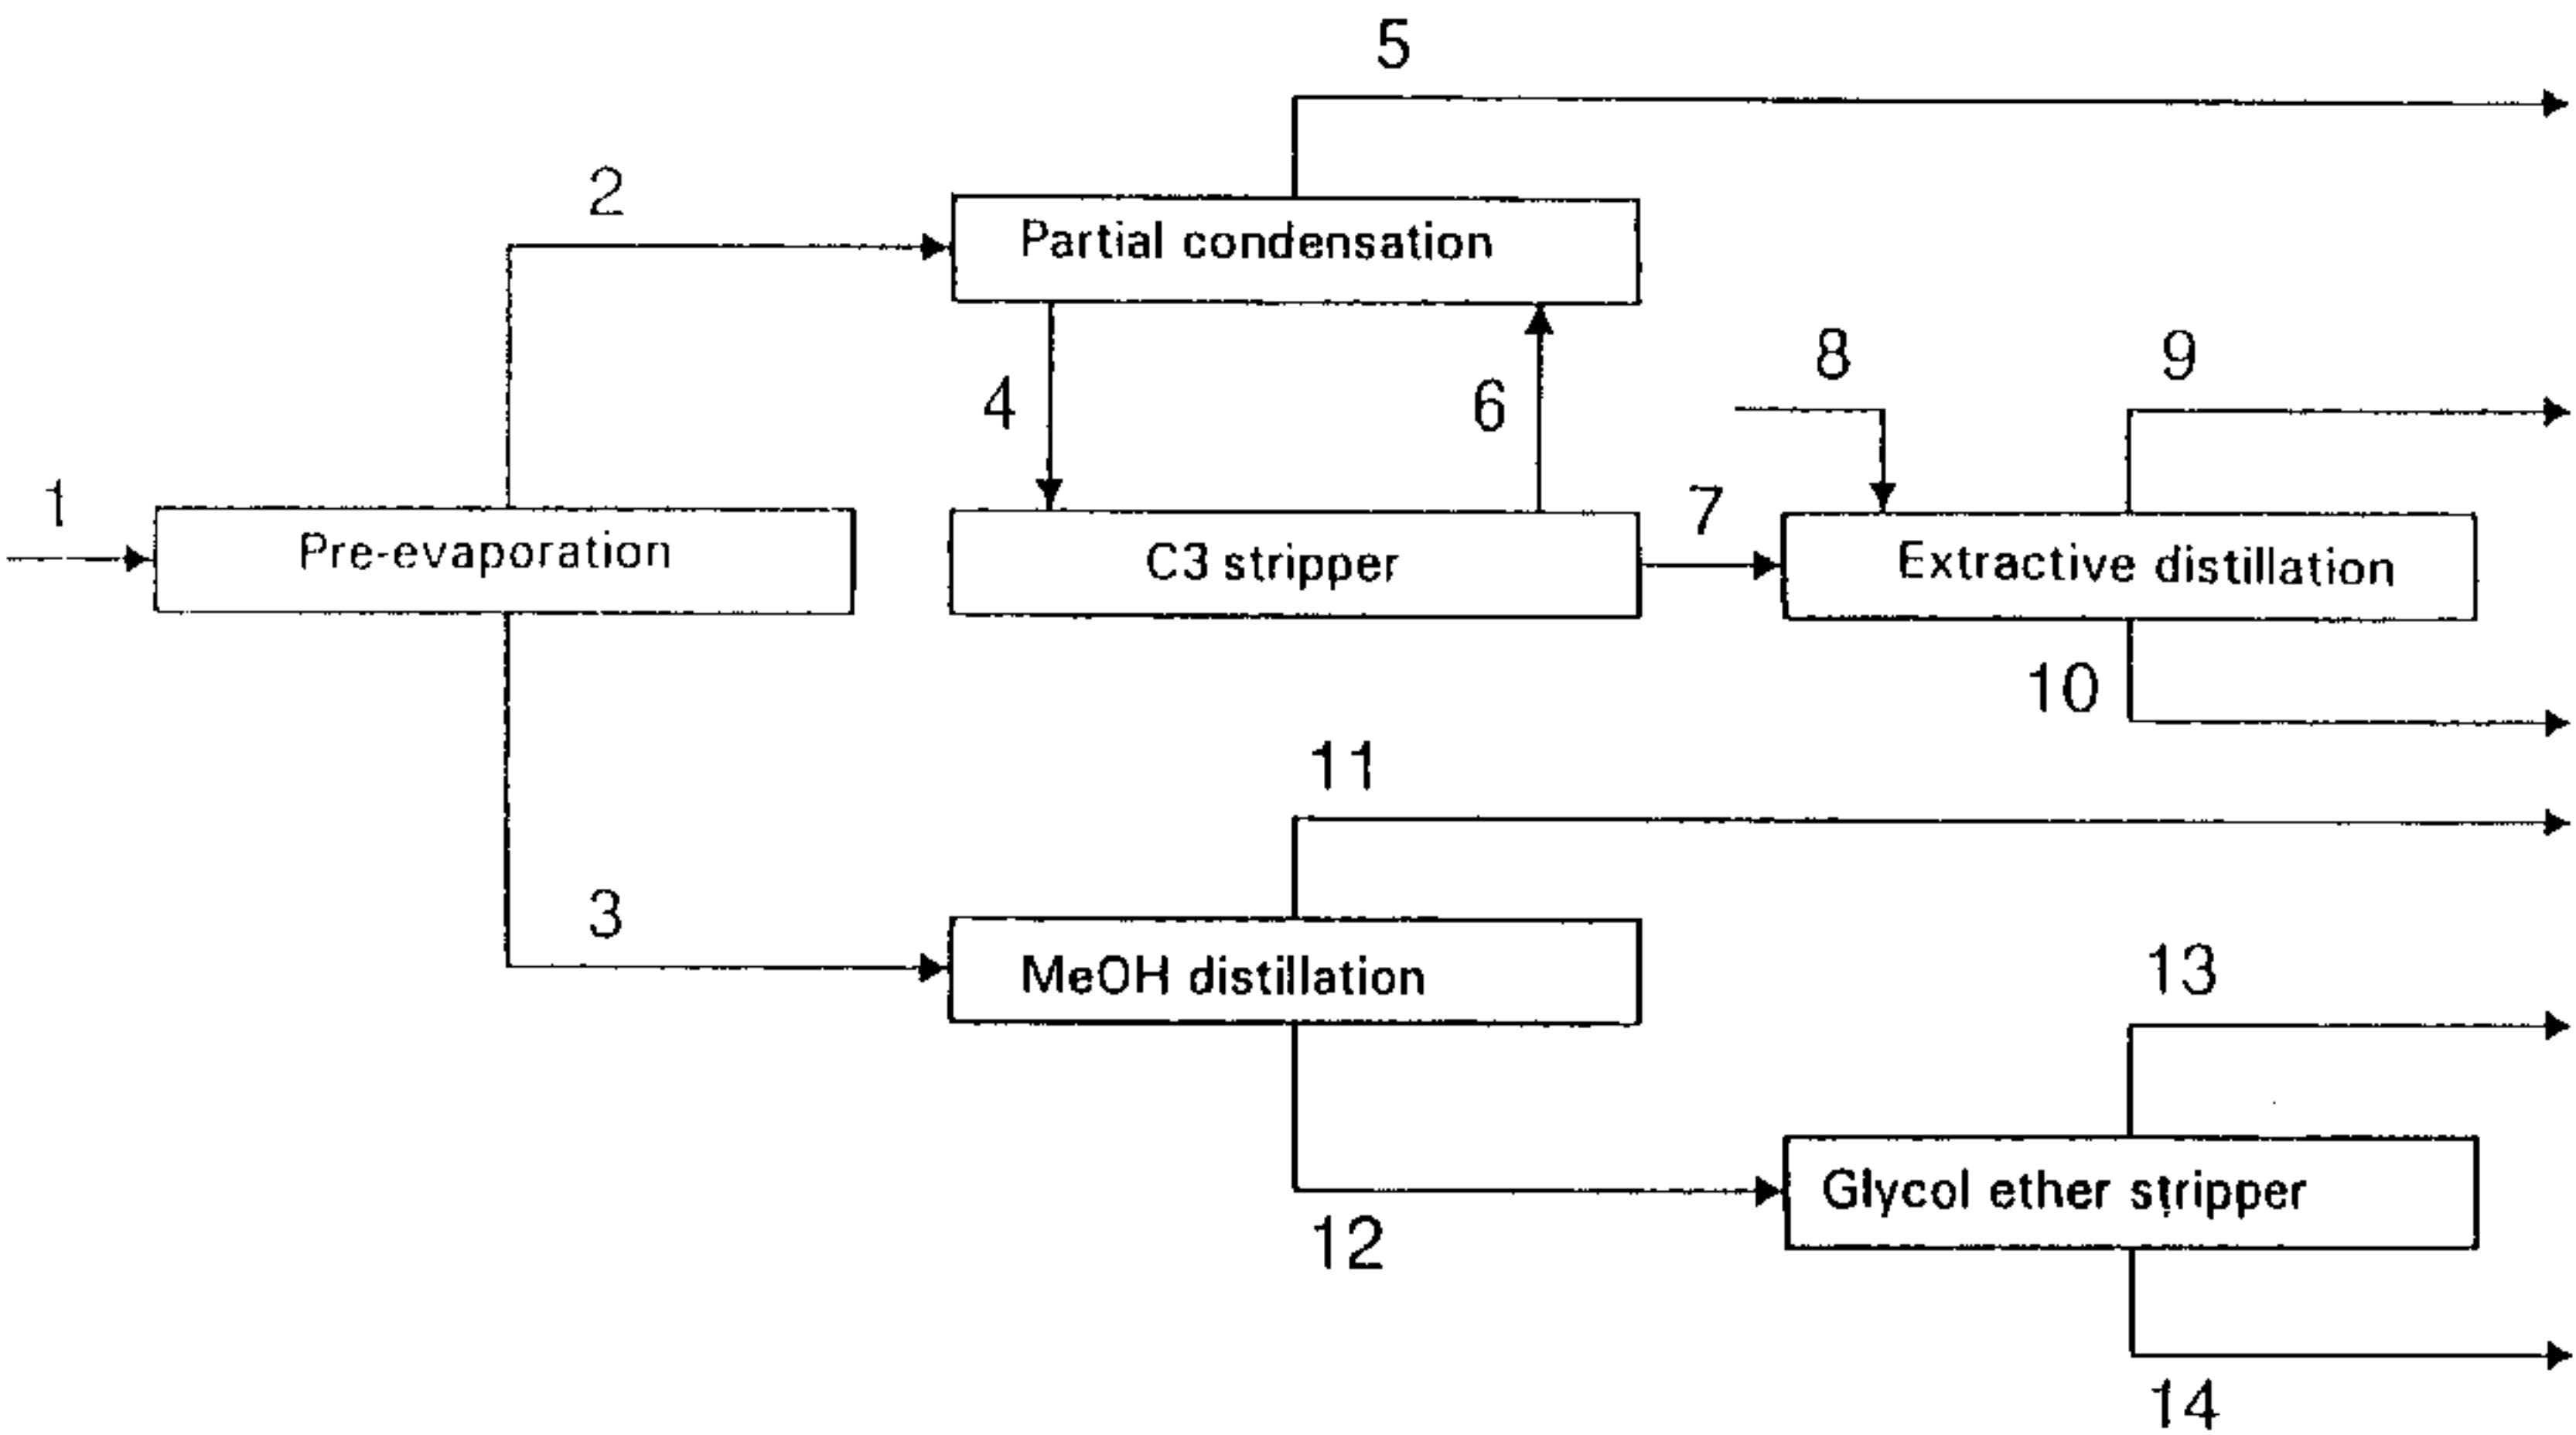 5
2
Partial condensation
8
9
4
6
1
7
Pre-evaporation
C3 stripper
Extractive distillation
10
11
3
MeOH distillation
13
Glycol ether stripper
12
14